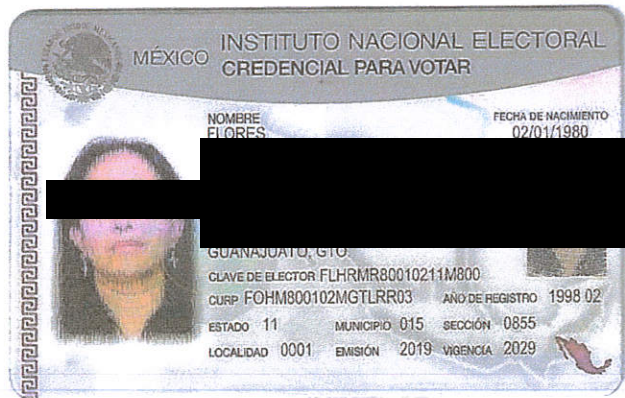 MÉXICO INSTITUTO NACIONAL ELECTORAL
CREDENCIAL PARA VOTAR
NOMBRE FECHA DE NACIMIENTO
FLORES 02/01/1980
GUANAJUATO, GTO.
CLAVE DE ELECTOR FLHRMR80010211M800
CURP FOHM800102MGTLRR03 AÑO DE REGISTRO 1998 02
ESTADO 11 MUNICIPIO 015 SECCIÓN 0855
LOCALIDAD 0001 EMISIÓN 2019 VIGENCIA 2029